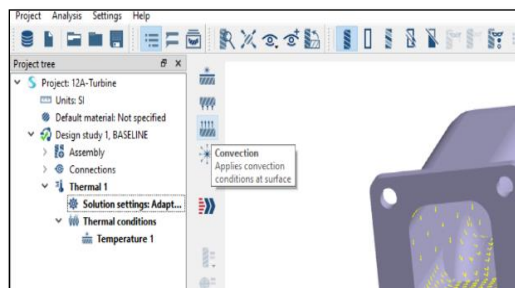 Project Analysis Settings Help
Project tree
Project: 12A-Turbine
Units: SI
Default material: Not specified
Design study 1, BASELINE
Assembly
Connections
Thermal 1
Solution settings: Adapt...
Thermal conditions
Temperature 1
Convection
Applies convection
conditions at surface